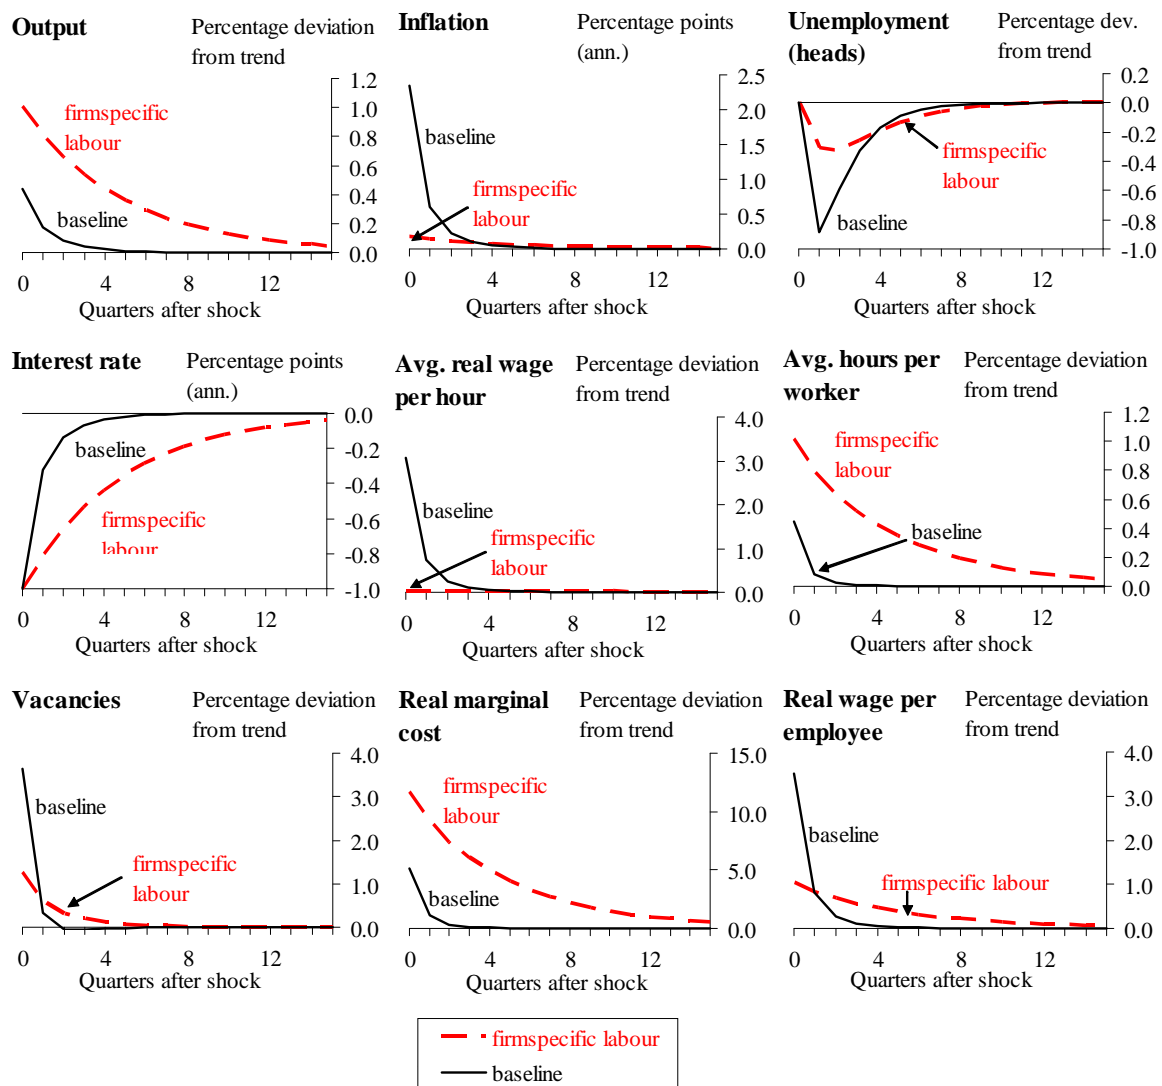 Output
Percentage deviation
from trend
1.2
1.0
0.8
0.6
0.4
0.2
0.0
firmspecific
labour
baseline
0 4 8 12
Quarters after shock
Inflation
Percentage points
(ann.)
2.5
2.0
1.5
1.0
0.5
0.0
baseline
firmspecific
labour
0 4 8 12
Quarters after shock
Unemployment
(heads)
Percentage dev.
from trend
0.2
0.0
-0.2
-0.4
-0.6
-0.8
-1.0
firmspecific
labour
baseline
0 4 8 12
Quarters after shock
Interest rate
Percentage points
(ann.)
0.0
-0.2
-0.4
-0.6
-0.8
-1.0
baseline
firmspecific
labour
0 4 8 12
Quarters after shock
Avg. real wage
per hour
Percentage deviation
from trend
4.0
3.0
2.0
1.0
0.0
baseline
firmspecific
labour
0 4 8 12
Quarters after shock
Avg. hours per
worker
Percentage deviation
from trend
1.2
1.0
0.8
0.6
0.4
0.2
0.0
firmspecific
labour
baseline
0 4 8 12
Quarters after shock
Vacancies
Percentage deviation
from trend
4.0
3.0
2.0
1.0
0.0
baseline
firmspecific
labour
0 4 8 12
Quarters after shock
Real marginal
cost
Percentage deviation
from trend
15.0
10.0
5.0
0.0
firmspecific
labour
baseline
0 4 8 12
Quarters after shock
Real wage per
employee
Percentage deviation
from trend
4.0
3.0
2.0
1.0
0.0
baseline
firmspecific labour
0 4 8 12
Quarters after shock
firmspecific labour
baseline